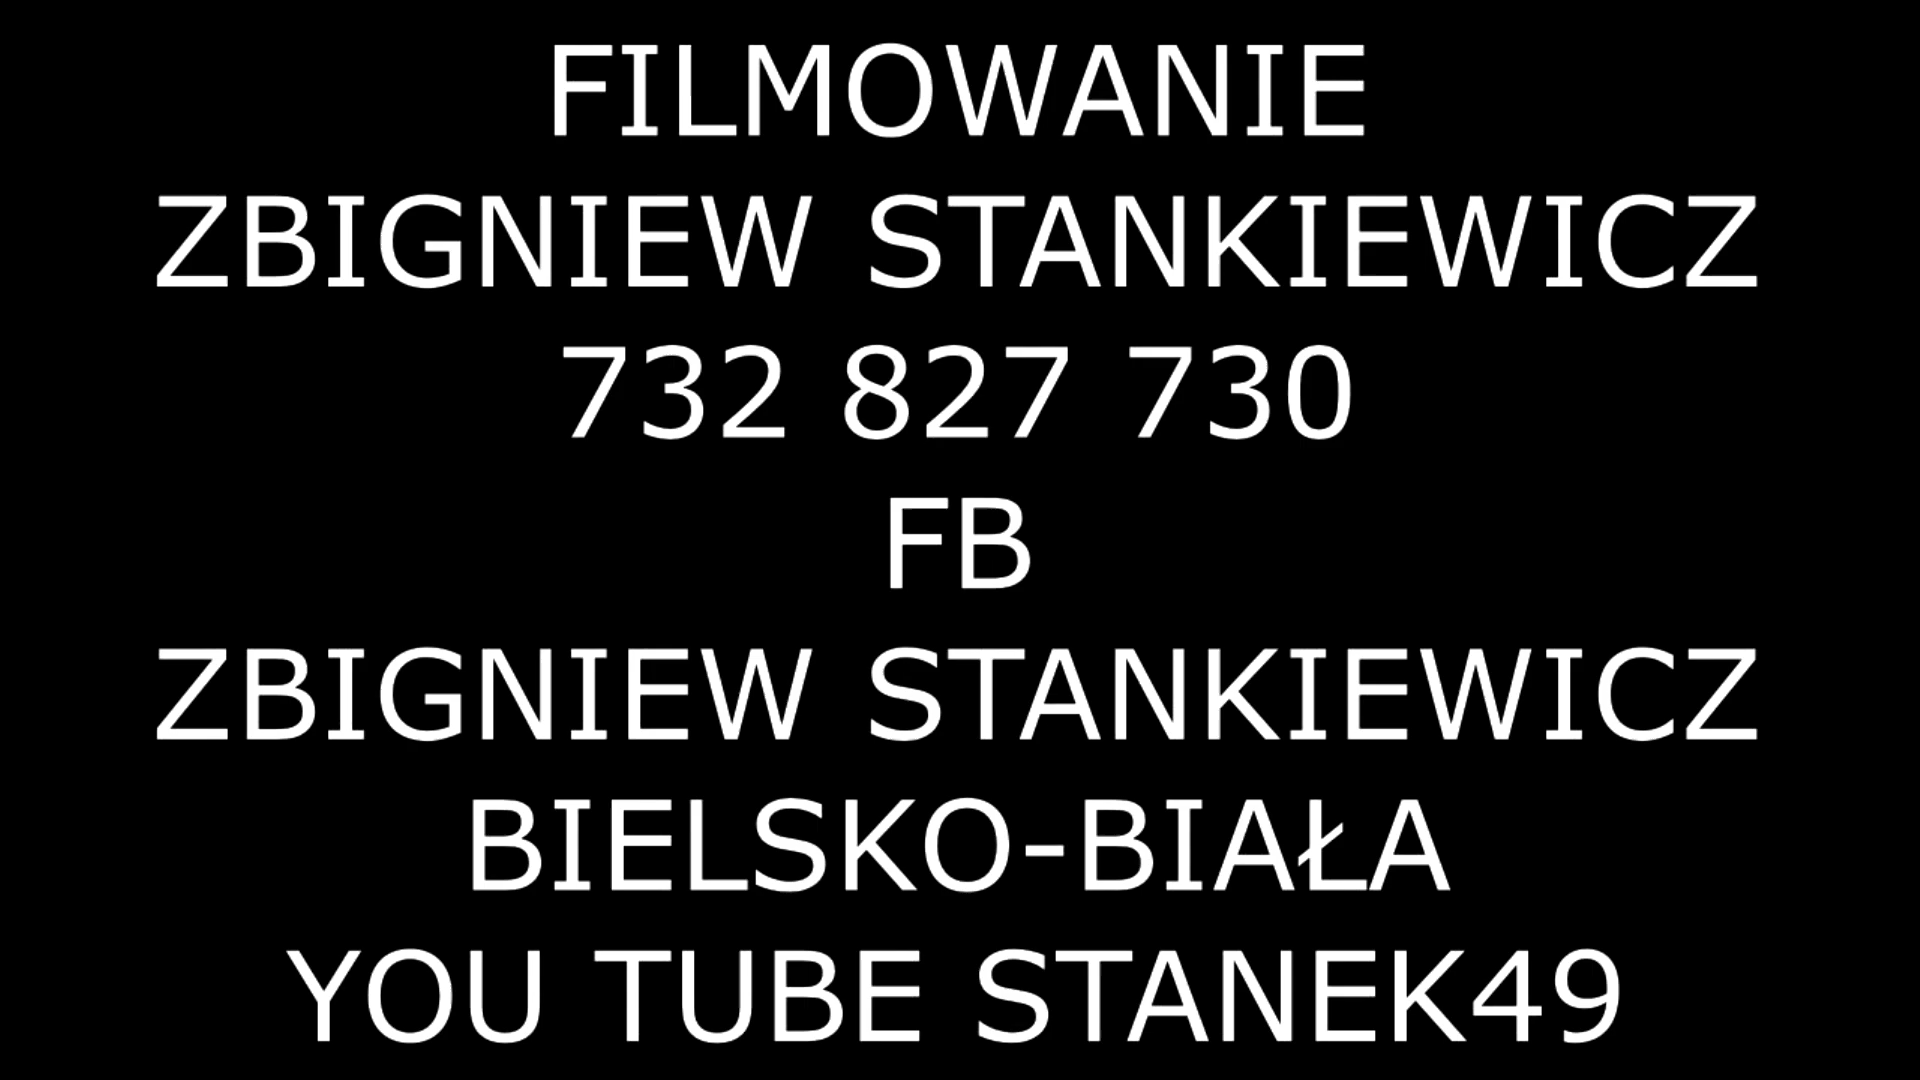 FILMOWANIE
ZBIGNIEW STANKIEWICZ
732 827 730
FB
ZBIGNIEW STANKIEWICZ
BIELSKO-BIAŁA
YOU TUBE STANEK49